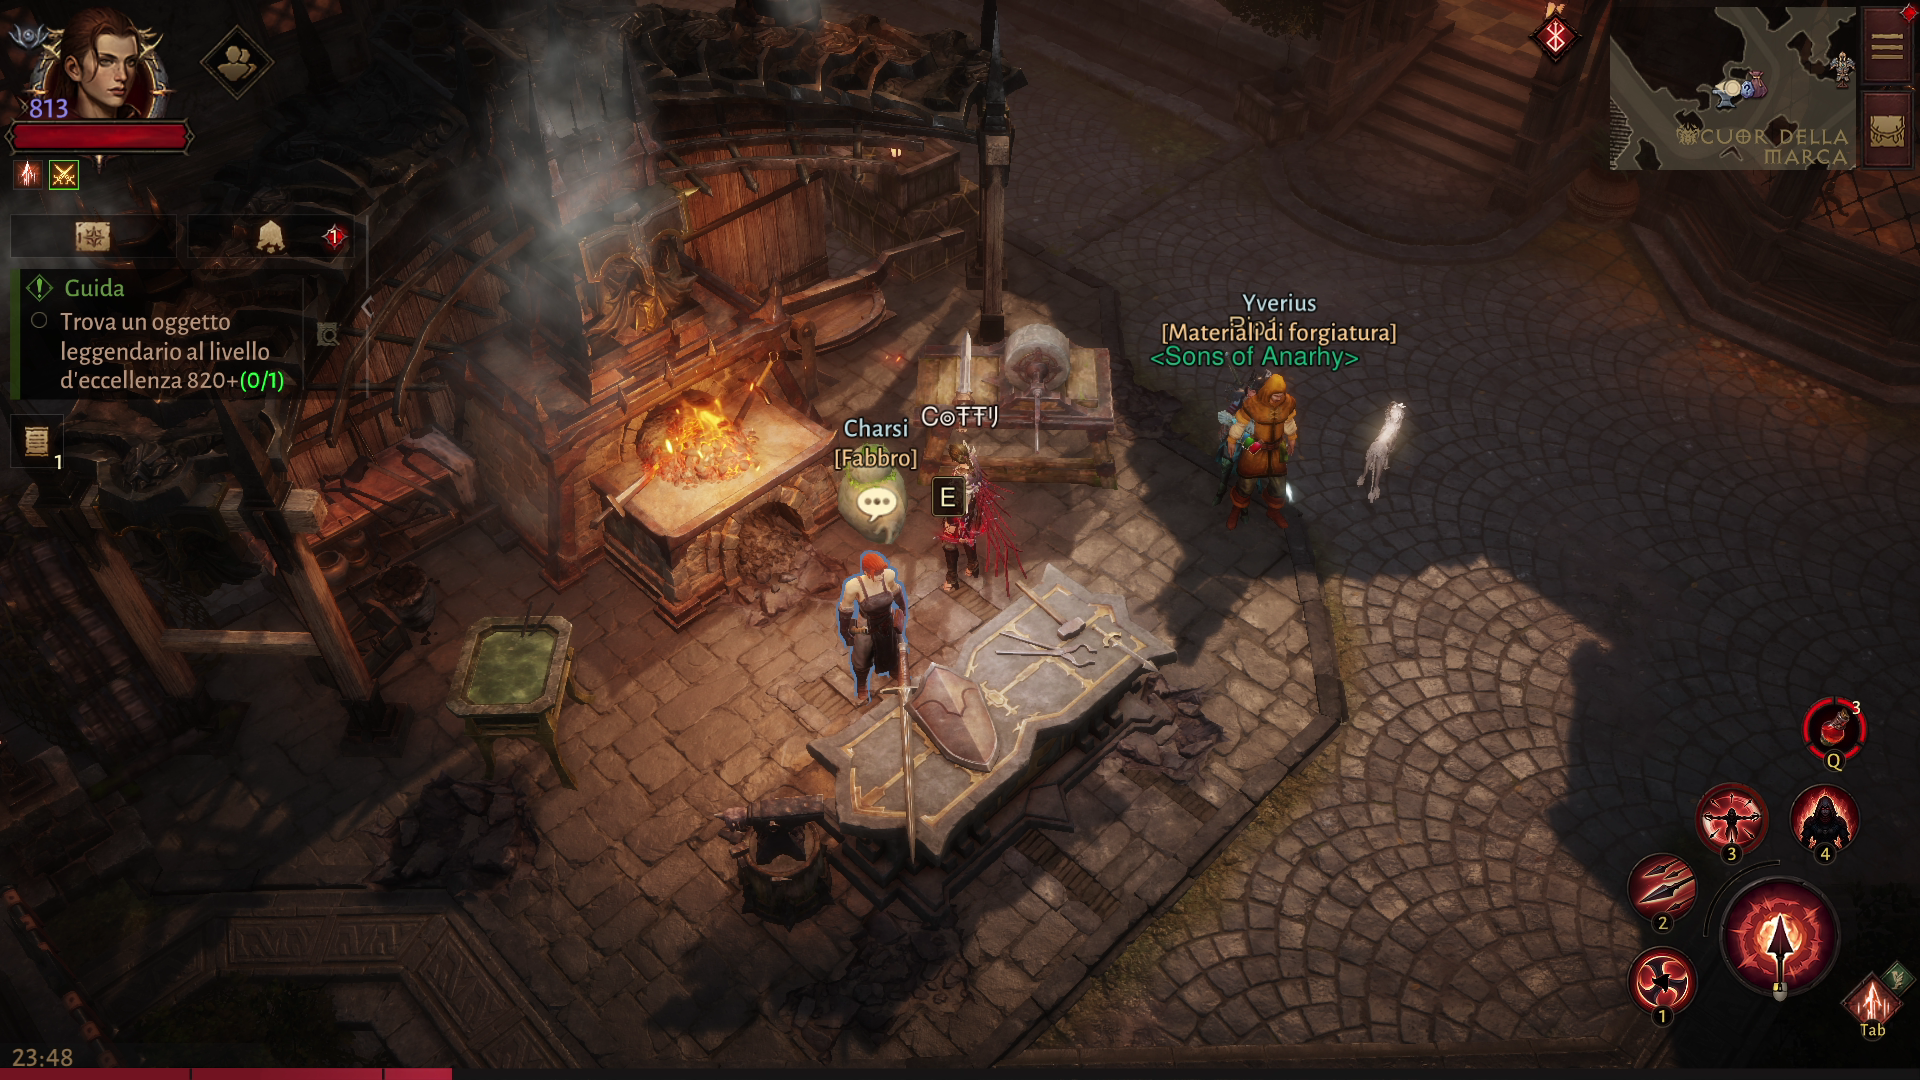 813
1
Guida
Trova un oggetto
leggendario al livello
d'eccellenza 820+(0/1)
1
CUOR DELLA
MARCA
Yverius
[Materiali di forgiatura]
<Sons of Anarhy>
Charsi
[Fabbro]
E
3
Q
3
4
2
1
Tab
23:48